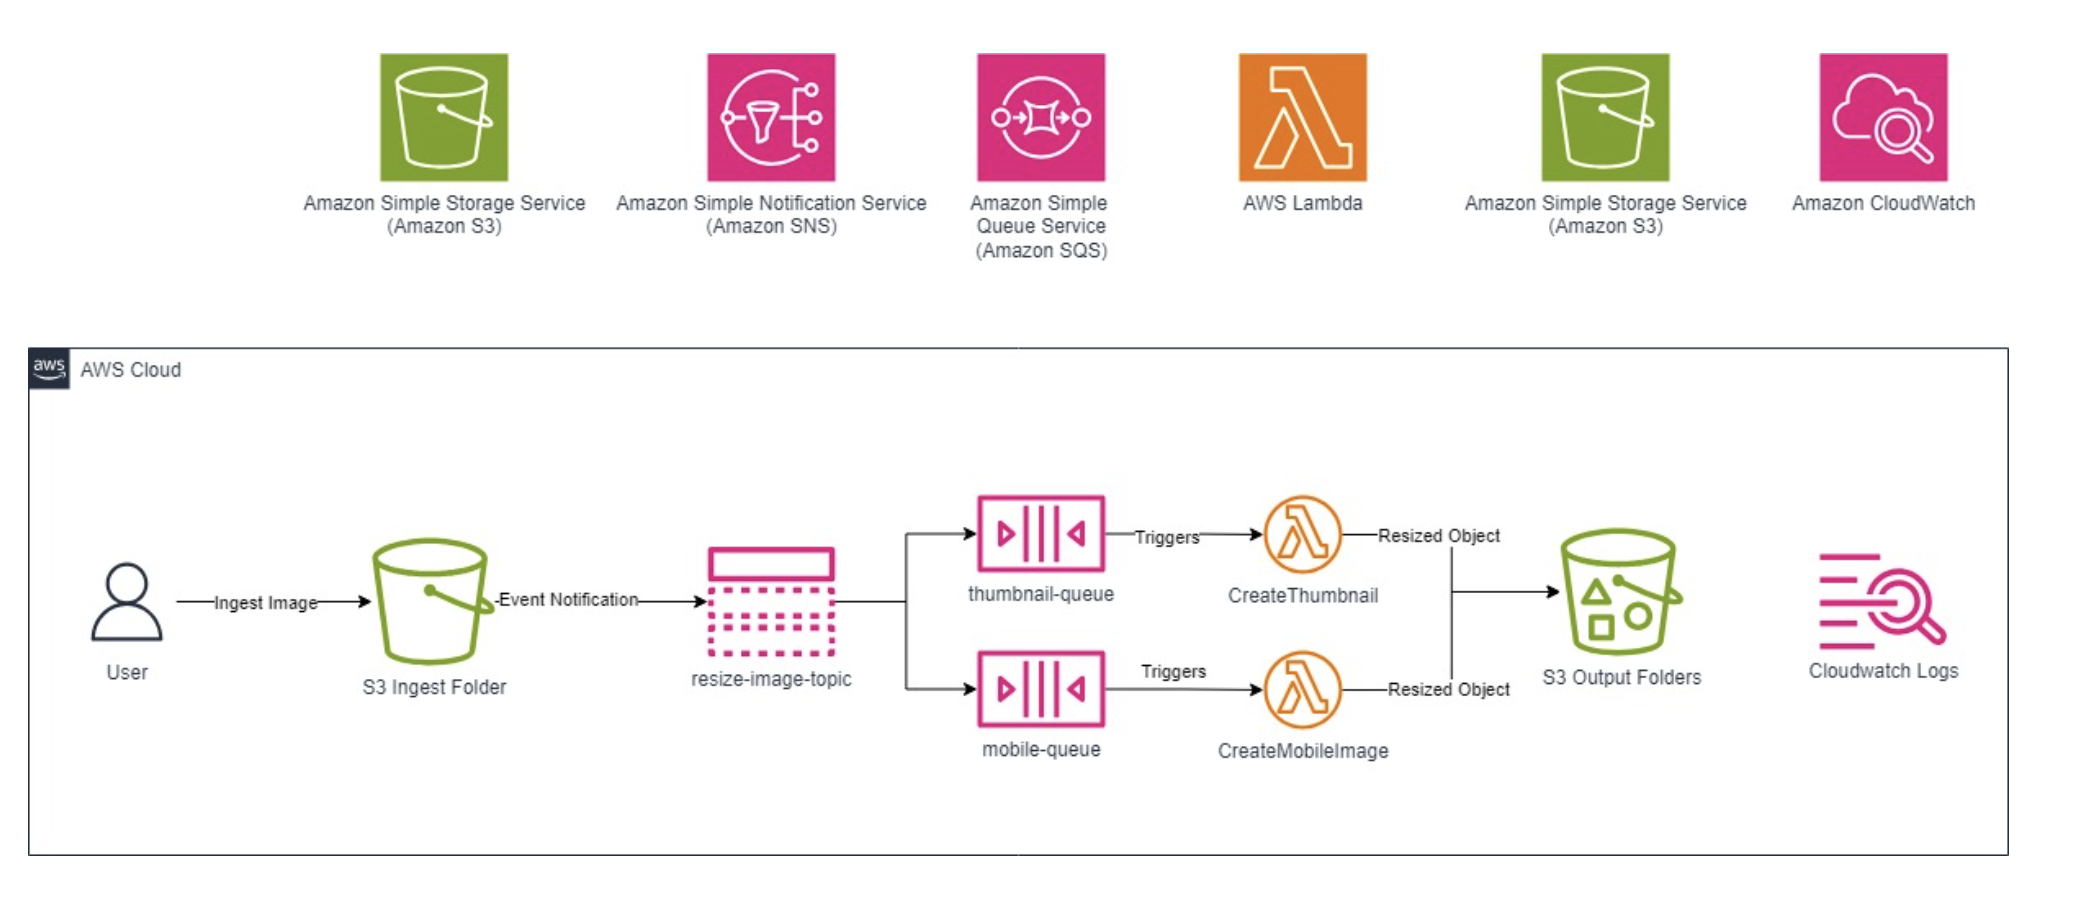 Amazon Simple Storage Service
(Amazon S3)
Amazon Simple Notification Service
(Amazon SNS)
Amazon Simple
Queue Service
(Amazon SQS)
AWS Lambda
Amazon Simple Storage Service
(Amazon S3)
Amazon CloudWatch
aws
AWS Cloud
User
Ingest Image
S3 Ingest Folder
Event Notification
resize-image-topic
thumbnail-queue
Triggers
CreateThumbnail
Resized Object
mobile-queue
Triggers
CreateMobileImage
Resized Object
S3 Output Folders
Cloudwatch Logs